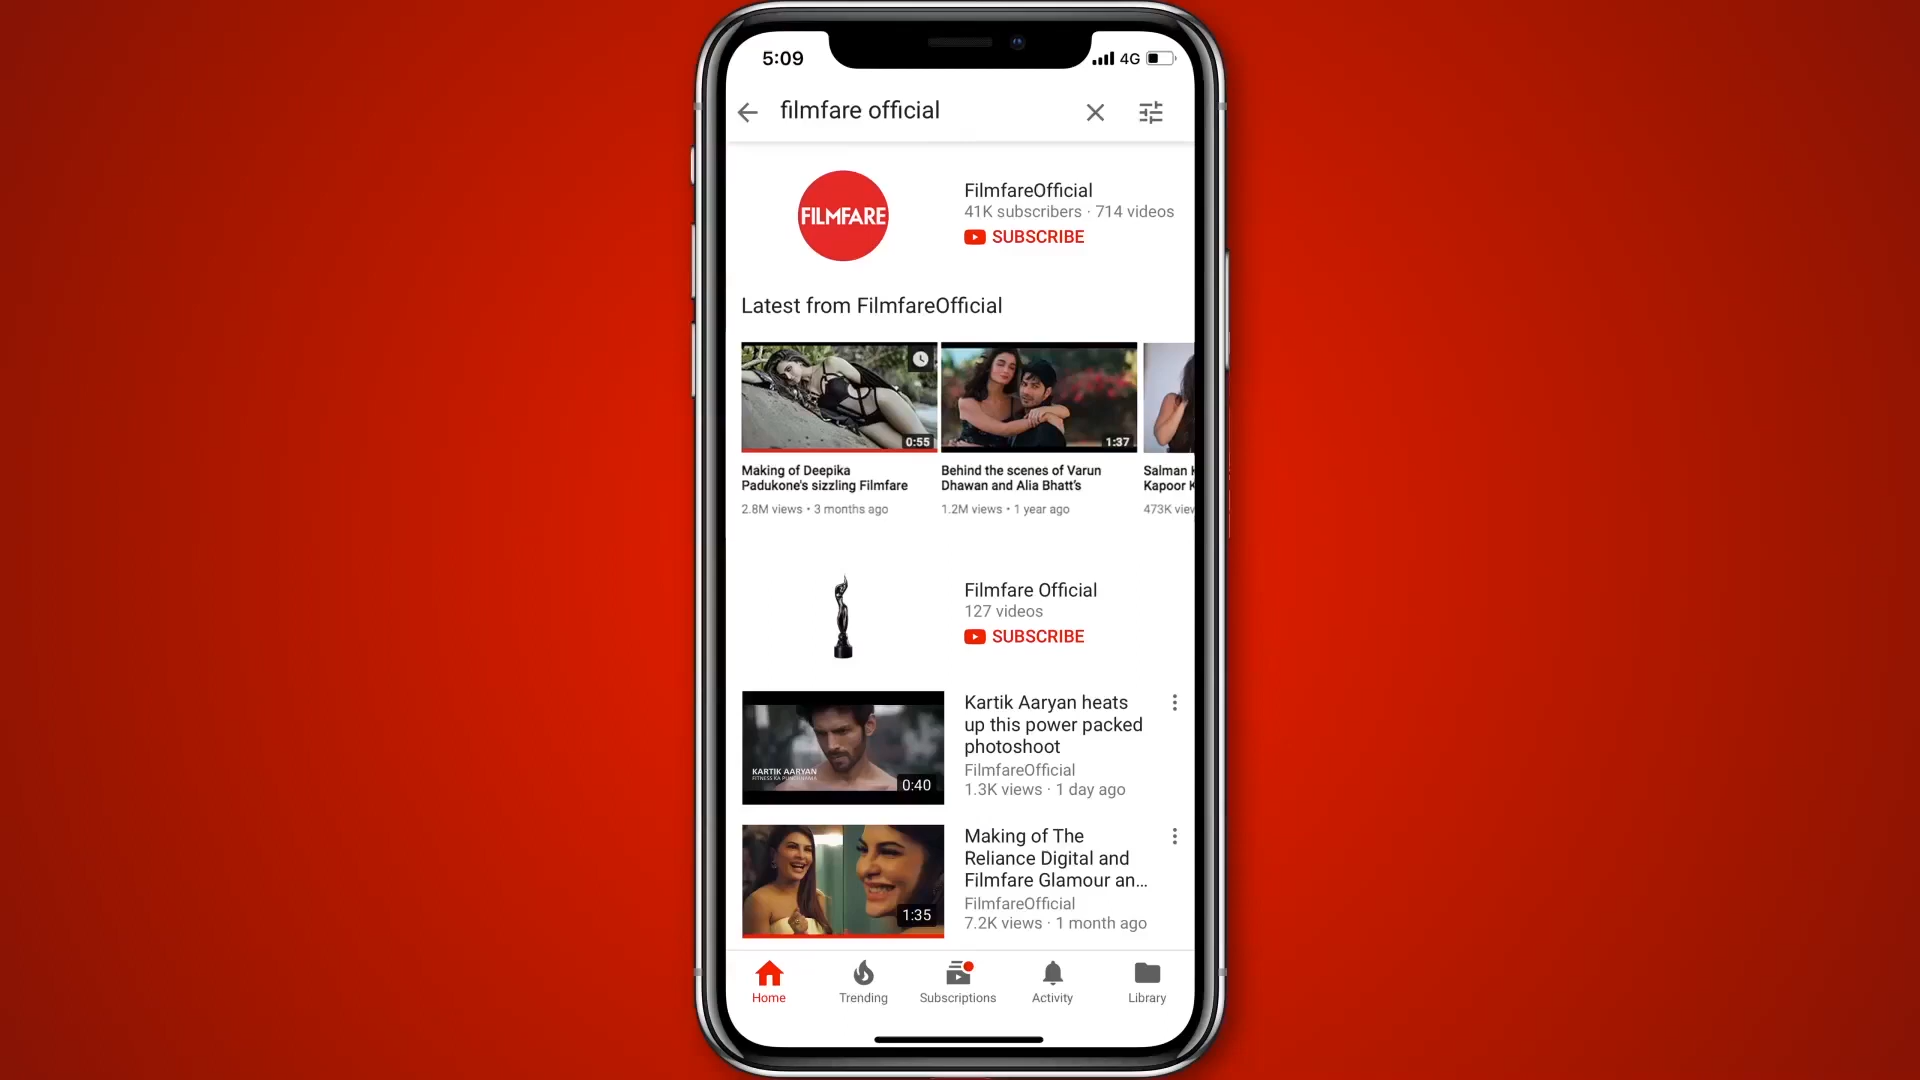 5:09
4G
filmfare official
FILMFARE
FilmfareOfficial
41K subscribers · 714 videos
SUBSCRIBE
Latest from FilmfareOfficial
0:55
1:37
Making of Deepika
Padukone's sizzling Filmfare
2.8M views • 3 months ago
Behind the scenes of Varun
Dhawan and Alia Bhatt's
1.2M views • 1 year ago
Salman
Kapoor
473K
Filmfare Official
127 videos
SUBSCRIBE
KARTIK AARYAN
0:40
Kartik Aaryan heats
up this power packed
photoshoot
FilmfareOfficial
1.3K views · 1 day ago
1:35
Making of The
Reliance Digital and
Filmfare Glamour an...
FilmfareOfficial
7.2K views · 1 month ago
Home
Trending
Subscriptions
Activity
Library